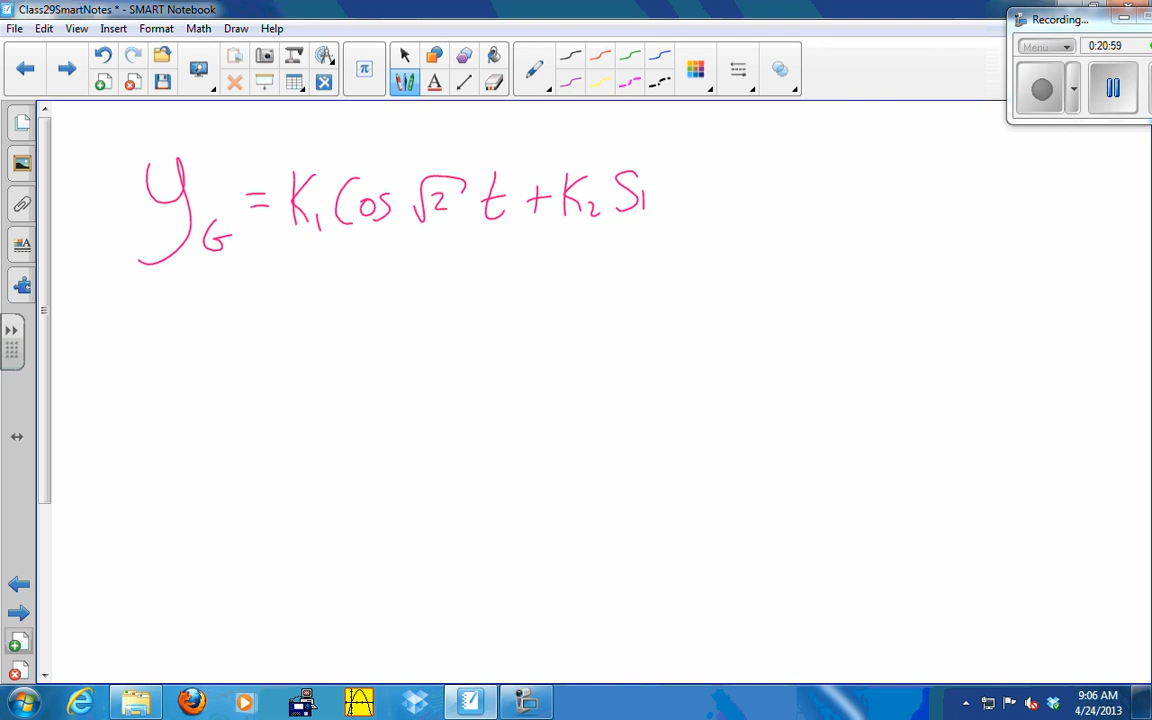 Class29SmartNotes * - SMART Notebook
File Edit View Insert Format Math Draw Help
Recording...
Menu
0:20:59
π
A
y_G = K₁ Cos √2 t + K₂ Si
9:06 AM
4/24/2013